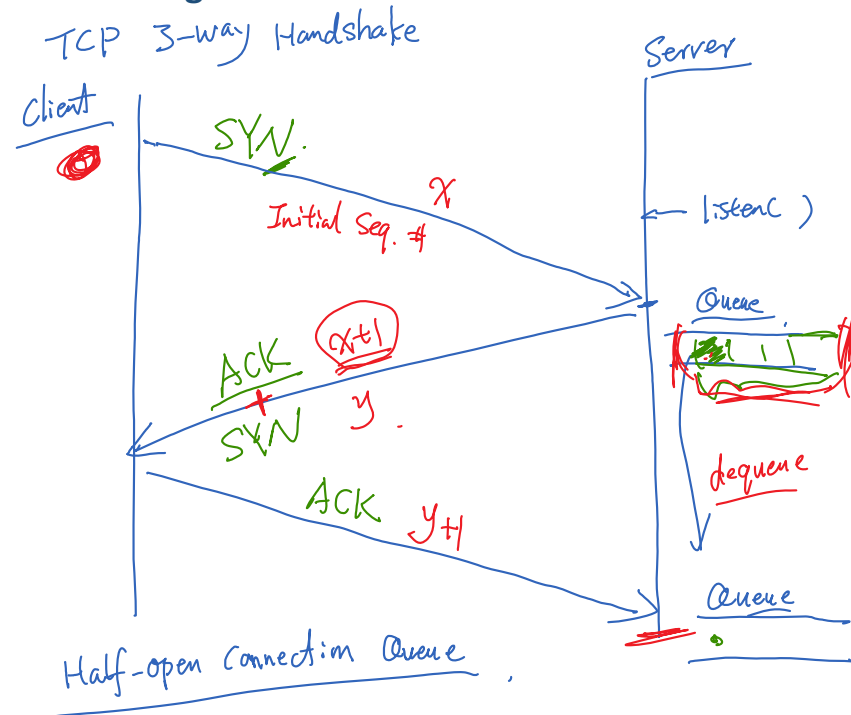 TCP 3-way Handshake
Server
Client
SYN.
x
Initial Seq. #
listen( )
Queue
x+1
ACK
y.
SYN
dequeue
ACK y+1
Queue
Half-open Connection Queue.